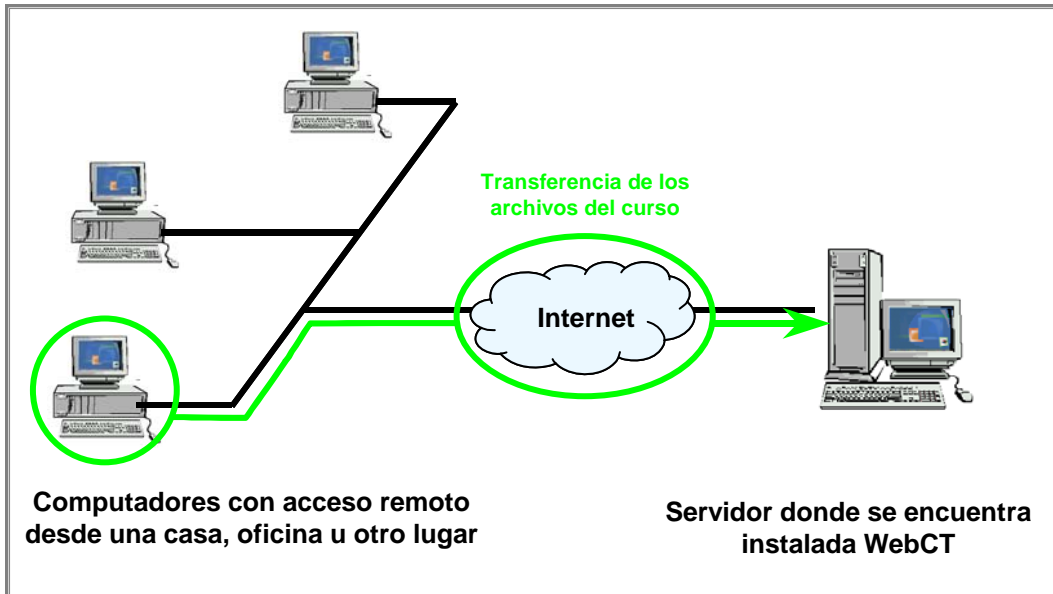 Transferencia de los
archivos del curso
Internet
Computadores con acceso remoto
desde una casa, oficina u otro lugar
Servidor donde se encuentra
instalada WebCT